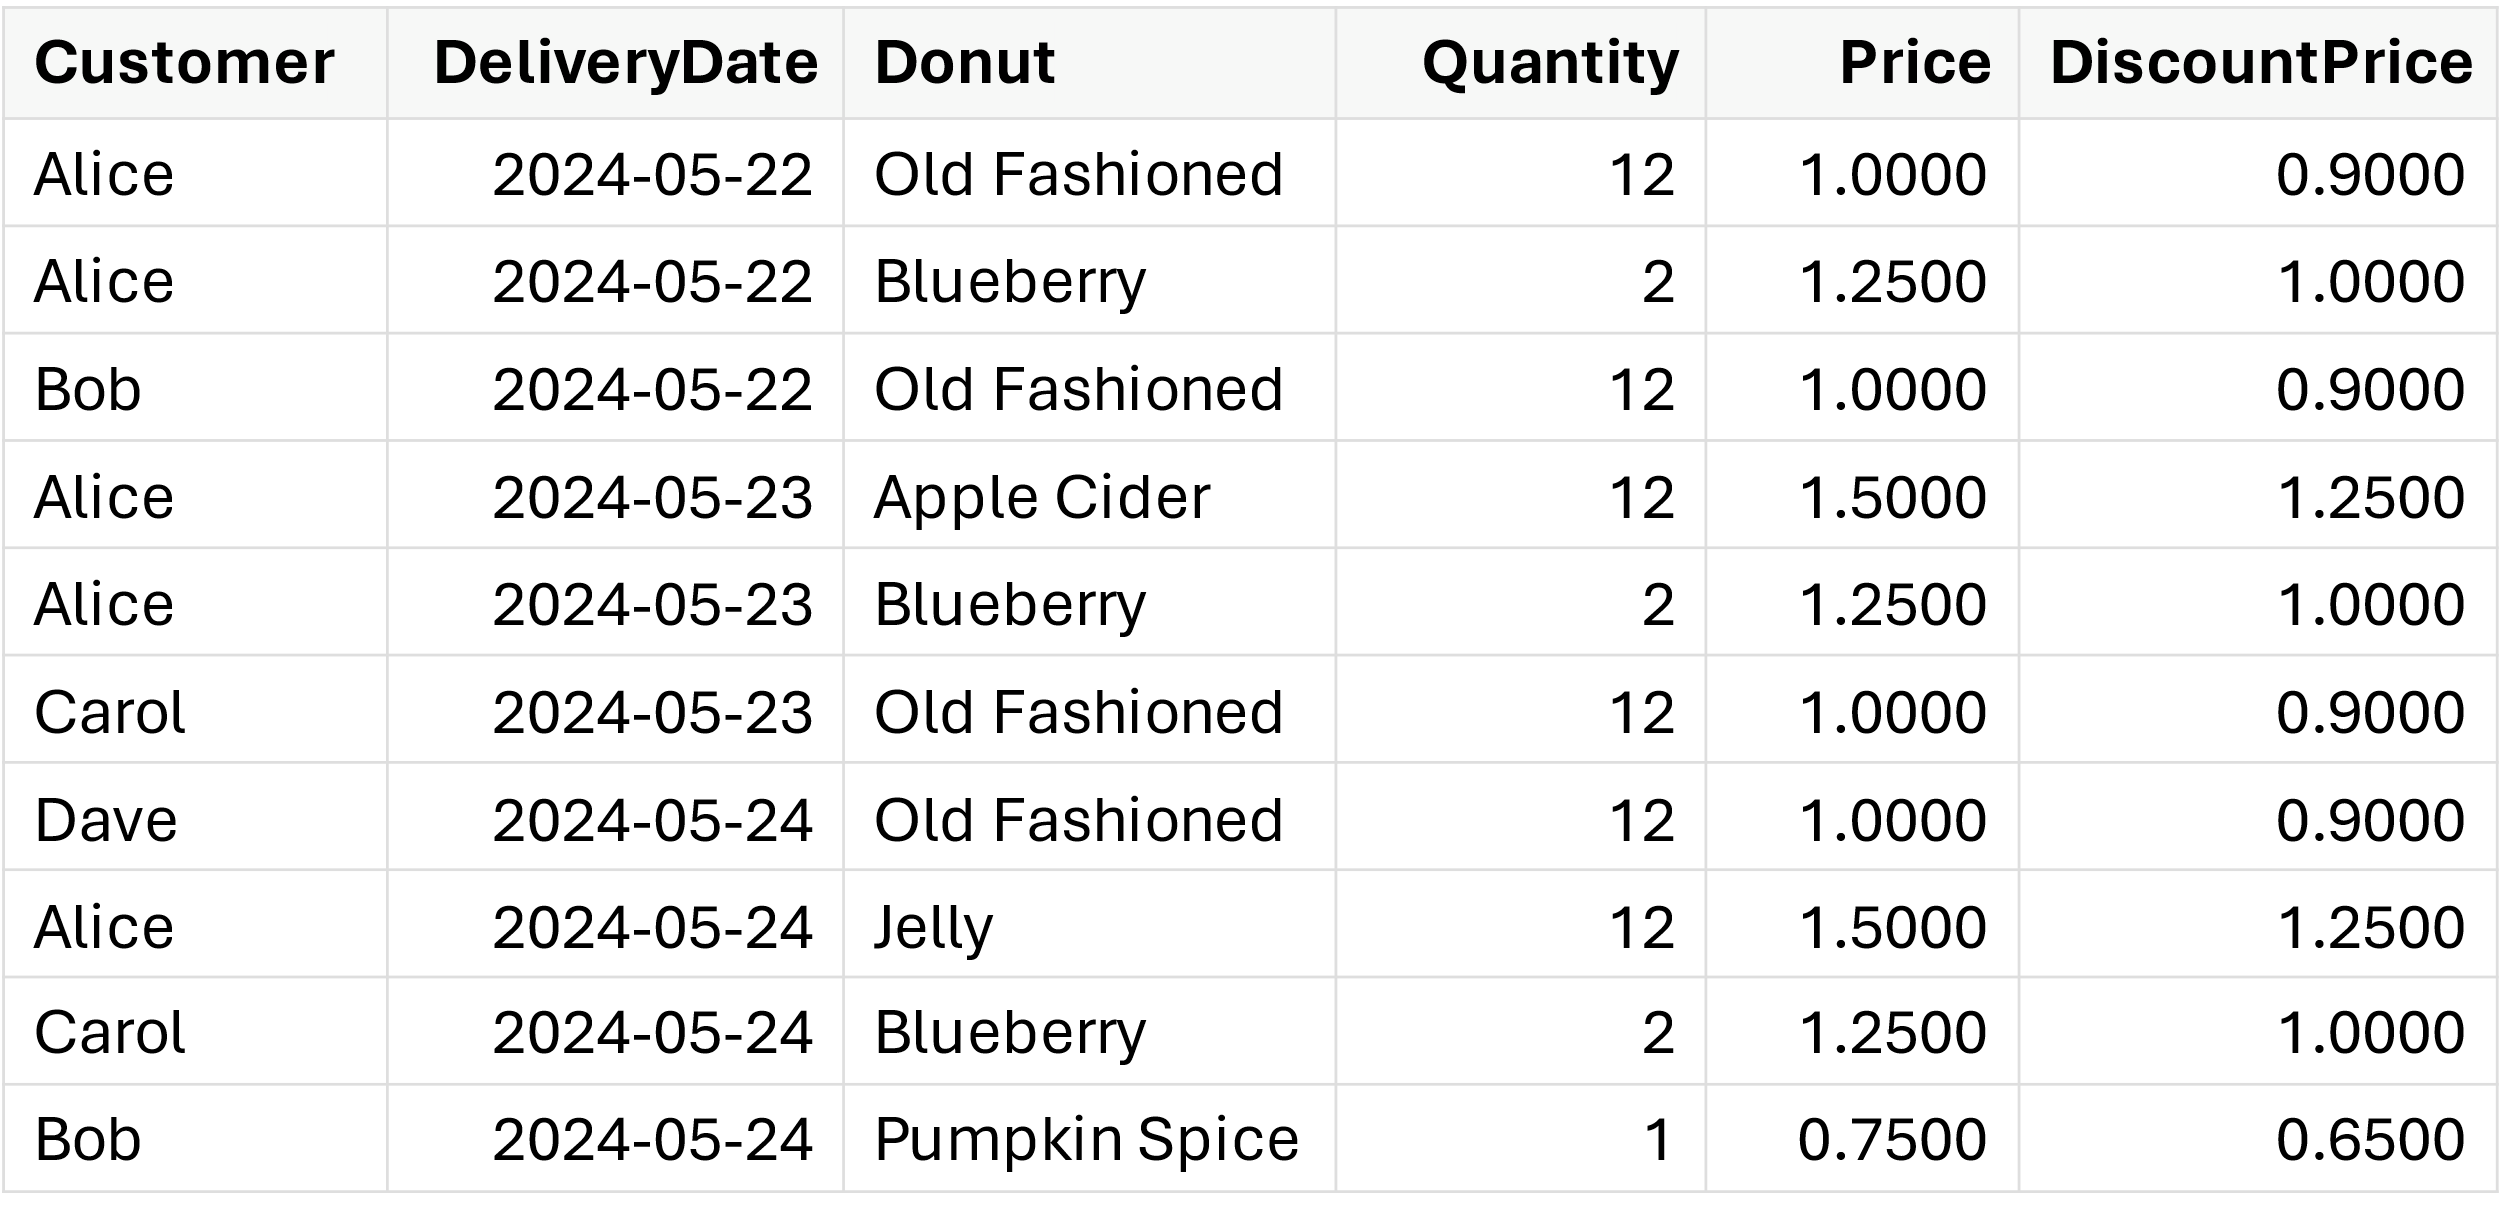 Customer DeliveryDate Donut Quantity Price DiscountPrice
Alice 2024-05-22 Old Fashioned 12 1.0000 0.9000
Alice 2024-05-22 Blueberry 2 1.2500 1.0000
Bob 2024-05-22 Old Fashioned 12 1.0000 0.9000
Alice 2024-05-23 Apple Cider 12 1.5000 1.2500
Alice 2024-05-23 Blueberry 2 1.2500 1.0000
Carol 2024-05-23 Old Fashioned 12 1.0000 0.9000
Dave 2024-05-24 Old Fashioned 12 1.0000 0.9000
Alice 2024-05-24 Jelly 12 1.5000 1.2500
Carol 2024-05-24 Blueberry 2 1.2500 1.0000
Bob 2024-05-24 Pumpkin Spice 1 0.7500 0.6500